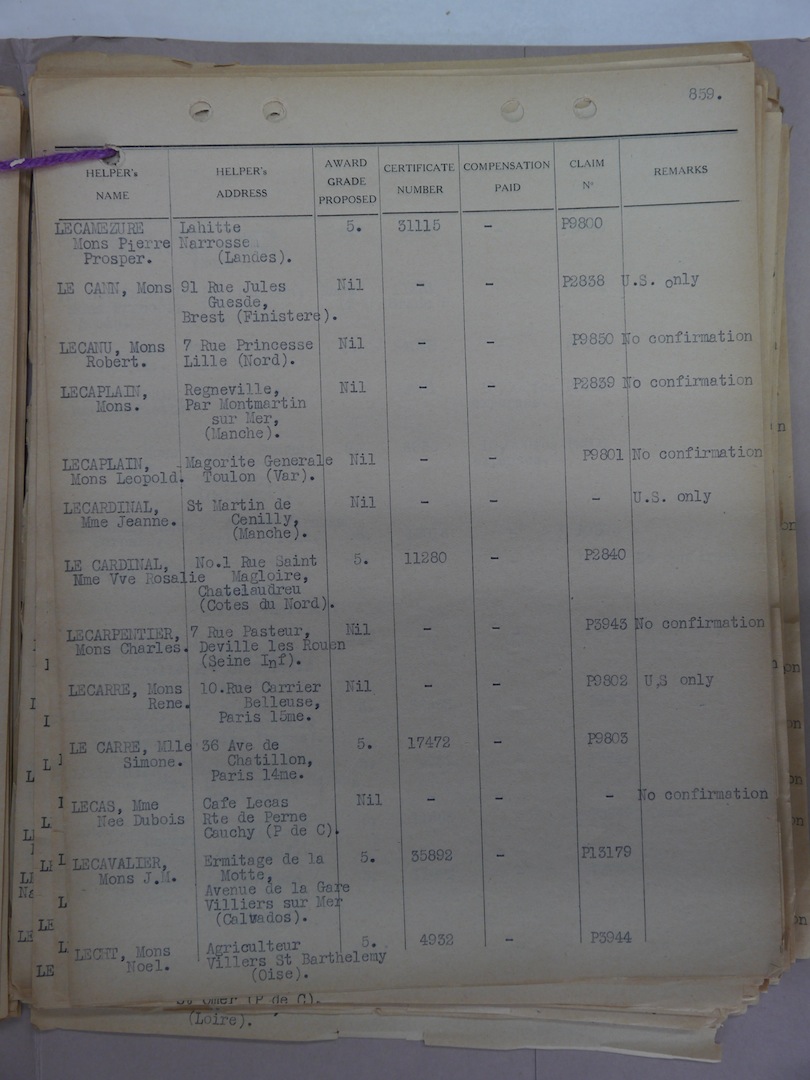 859.
HELPER's NAME | HELPER's ADDRESS | AWARD GRADE PROPOSED | CERTIFICATE NUMBER | COMPENSATION PAID | CLAIM No | REMARKS
LECAMEZURE Lahitte 5. 31115 - P9800
Mons Pierre Narrosse
Prosper. (Landes).
LE CANN, Mons 91 Rue Jules Nil - - P2838 U.S. only
Guesde,
Brest (Finistere).
LECANU, Mons 7 Rue Princesse Nil - - P9850 No confirmation
Robert. Lille (Nord).
LECAPLAIN, Regneville, Nil - - P2839 No confirmation
Mons. Par Montmartin
sur Mer,
(Manche).
LECAPLAIN, Magorite Generale Nil - - P9801 No confirmation
Mons Leopold. Toulon (Var).
LECARDINAL, St Martin de Nil - - - U.S. only
Mme Jeanne. Cenilly,
(Manche).
LE CARDINAL, No.1 Rue Saint 5. 11280 - P2840
Mme Vve Rosalie Magloire,
Chatelaudreu
(Cotes du Nord).
LECARPENTIER, 7 Rue Pasteur, Nil - - P3943 No confirmation
Mons Charles. Deville les Rouen
(Seine Inf).
LECARRE, Mons 10.Rue Carrier Nil - - P9802 U,S only
Rene. Belleuse,
Paris 15me.
LE CARRE, Mlle 36 Ave de 5. 17472 - P9803
Simone. Chatillon,
Paris 14me.
LECAS, Mme Cafe Lecas Nil - - - No confirmation
Nee Dubois Rte de Perne
Cauchy (P de C).
LECAVALIER, Ermitage de la 5. 35892 - P13179
Mons J.M. Motte,
Avenue de la Gare
Villiers sur Mer
(Calvados).
LECHT, Mons Agriculteur 5. 4932 - P3944
Noel. Villers St Barthelemy
(Oise).
St Omer (P de C).
(Loire).